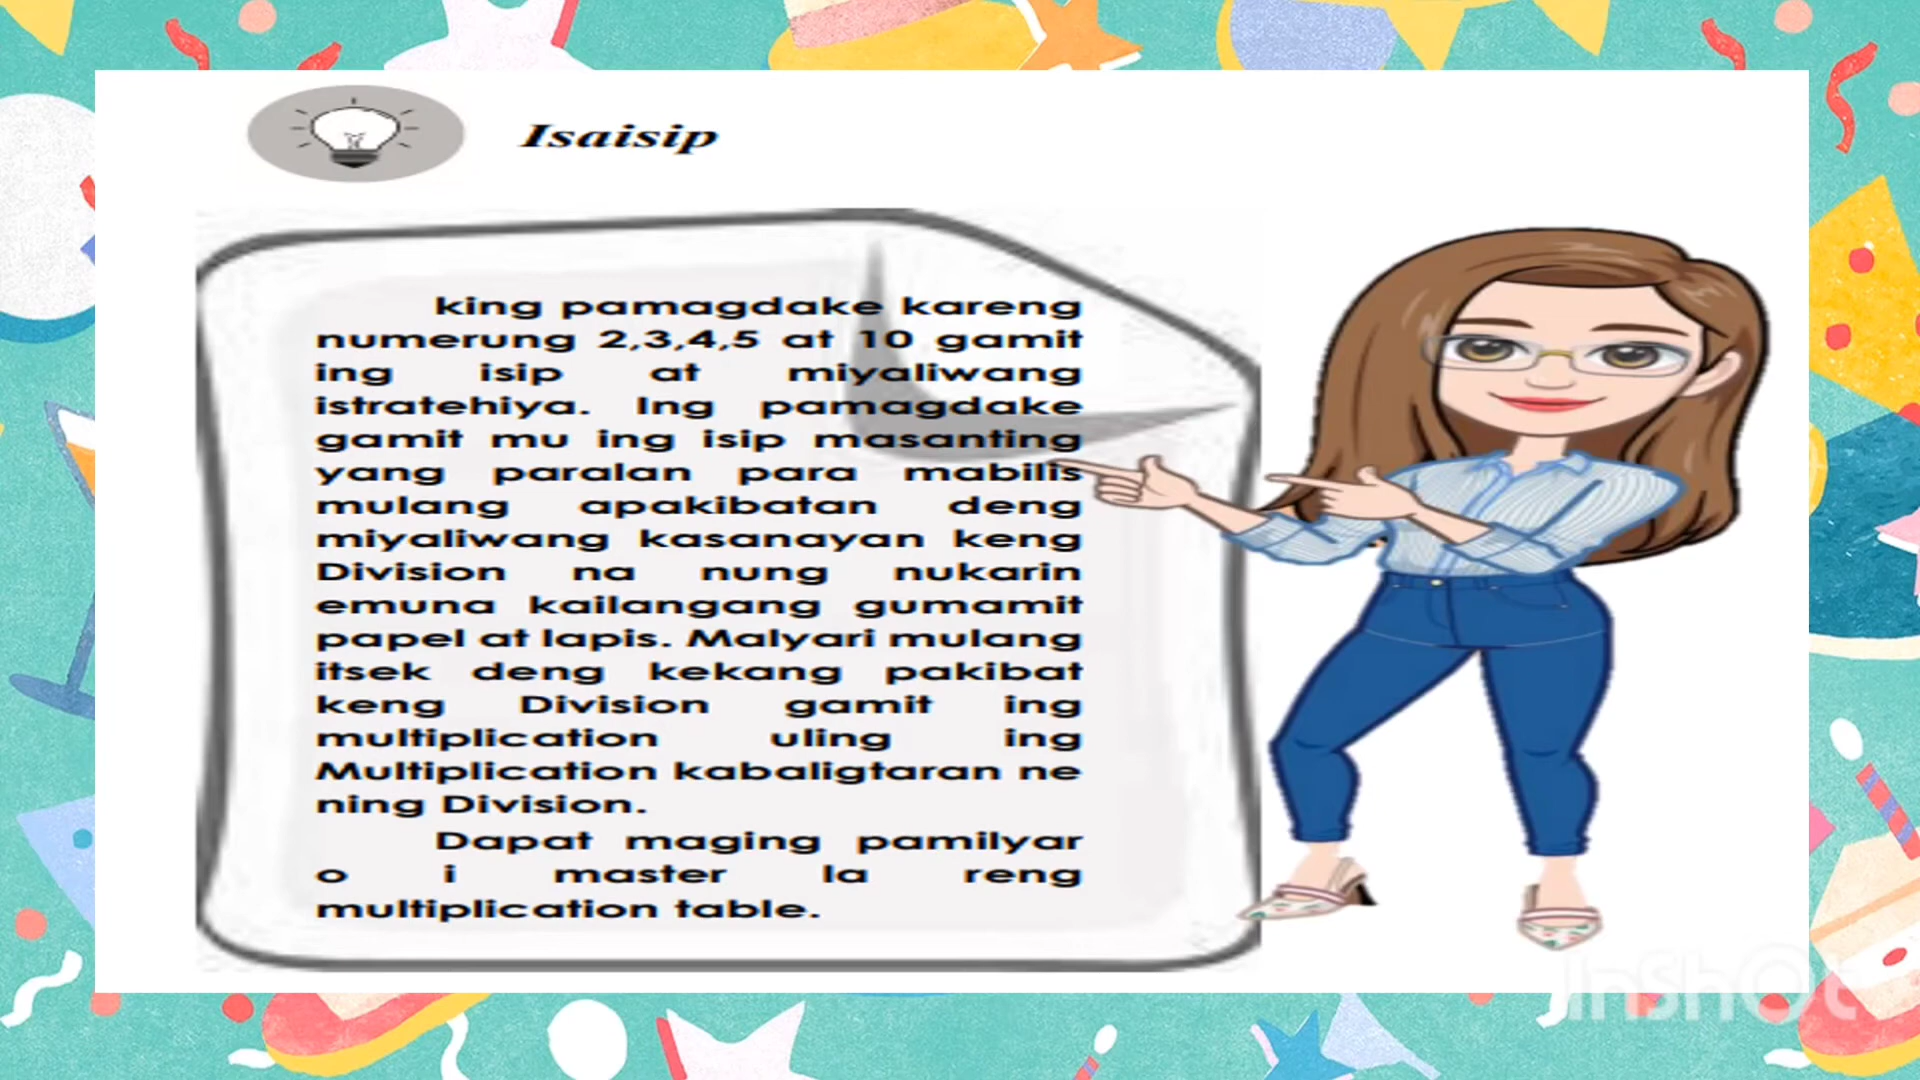 Isaisip
king pamagdake kareng
numerung 2,3,4,5 at 10 gamit
ing isip at miyaliwang
istratehiya. Ing pamagdake
gamit mu ing isip masanting
yang paralan para mabilis
mulang apakibatan deng
miyaliwang kasanayan keng
Division na nung nukarin
emuna kailangang gumamit
papel at lapis. Malyari mulang
itsek deng kekang pakibat
keng Division gamit ing
multiplication uling ing
Multiplication kabaligtaran ne
ning Division.
Dapat maging pamilyar
o i master la reng
multiplication table.
InShOt